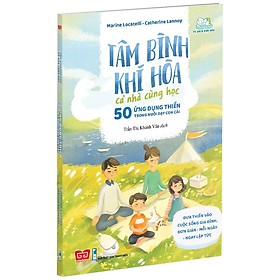 Marine Locatelli - Catherine Lannoy
TÂM BÌNH
KHÍ HÒA
cả nhà cùng học
50 ỨNG DỤNG THIỀN
TRONG NUÔI DẠY CON CÁI
Trần Thị Khánh Vân dịch
ĐƯA THIỀN VÀO
CUỘC SỐNG GIA ĐÌNH,
ĐƠN GIẢN - MỖI NGÀY
- NGAY LẬP TỨC